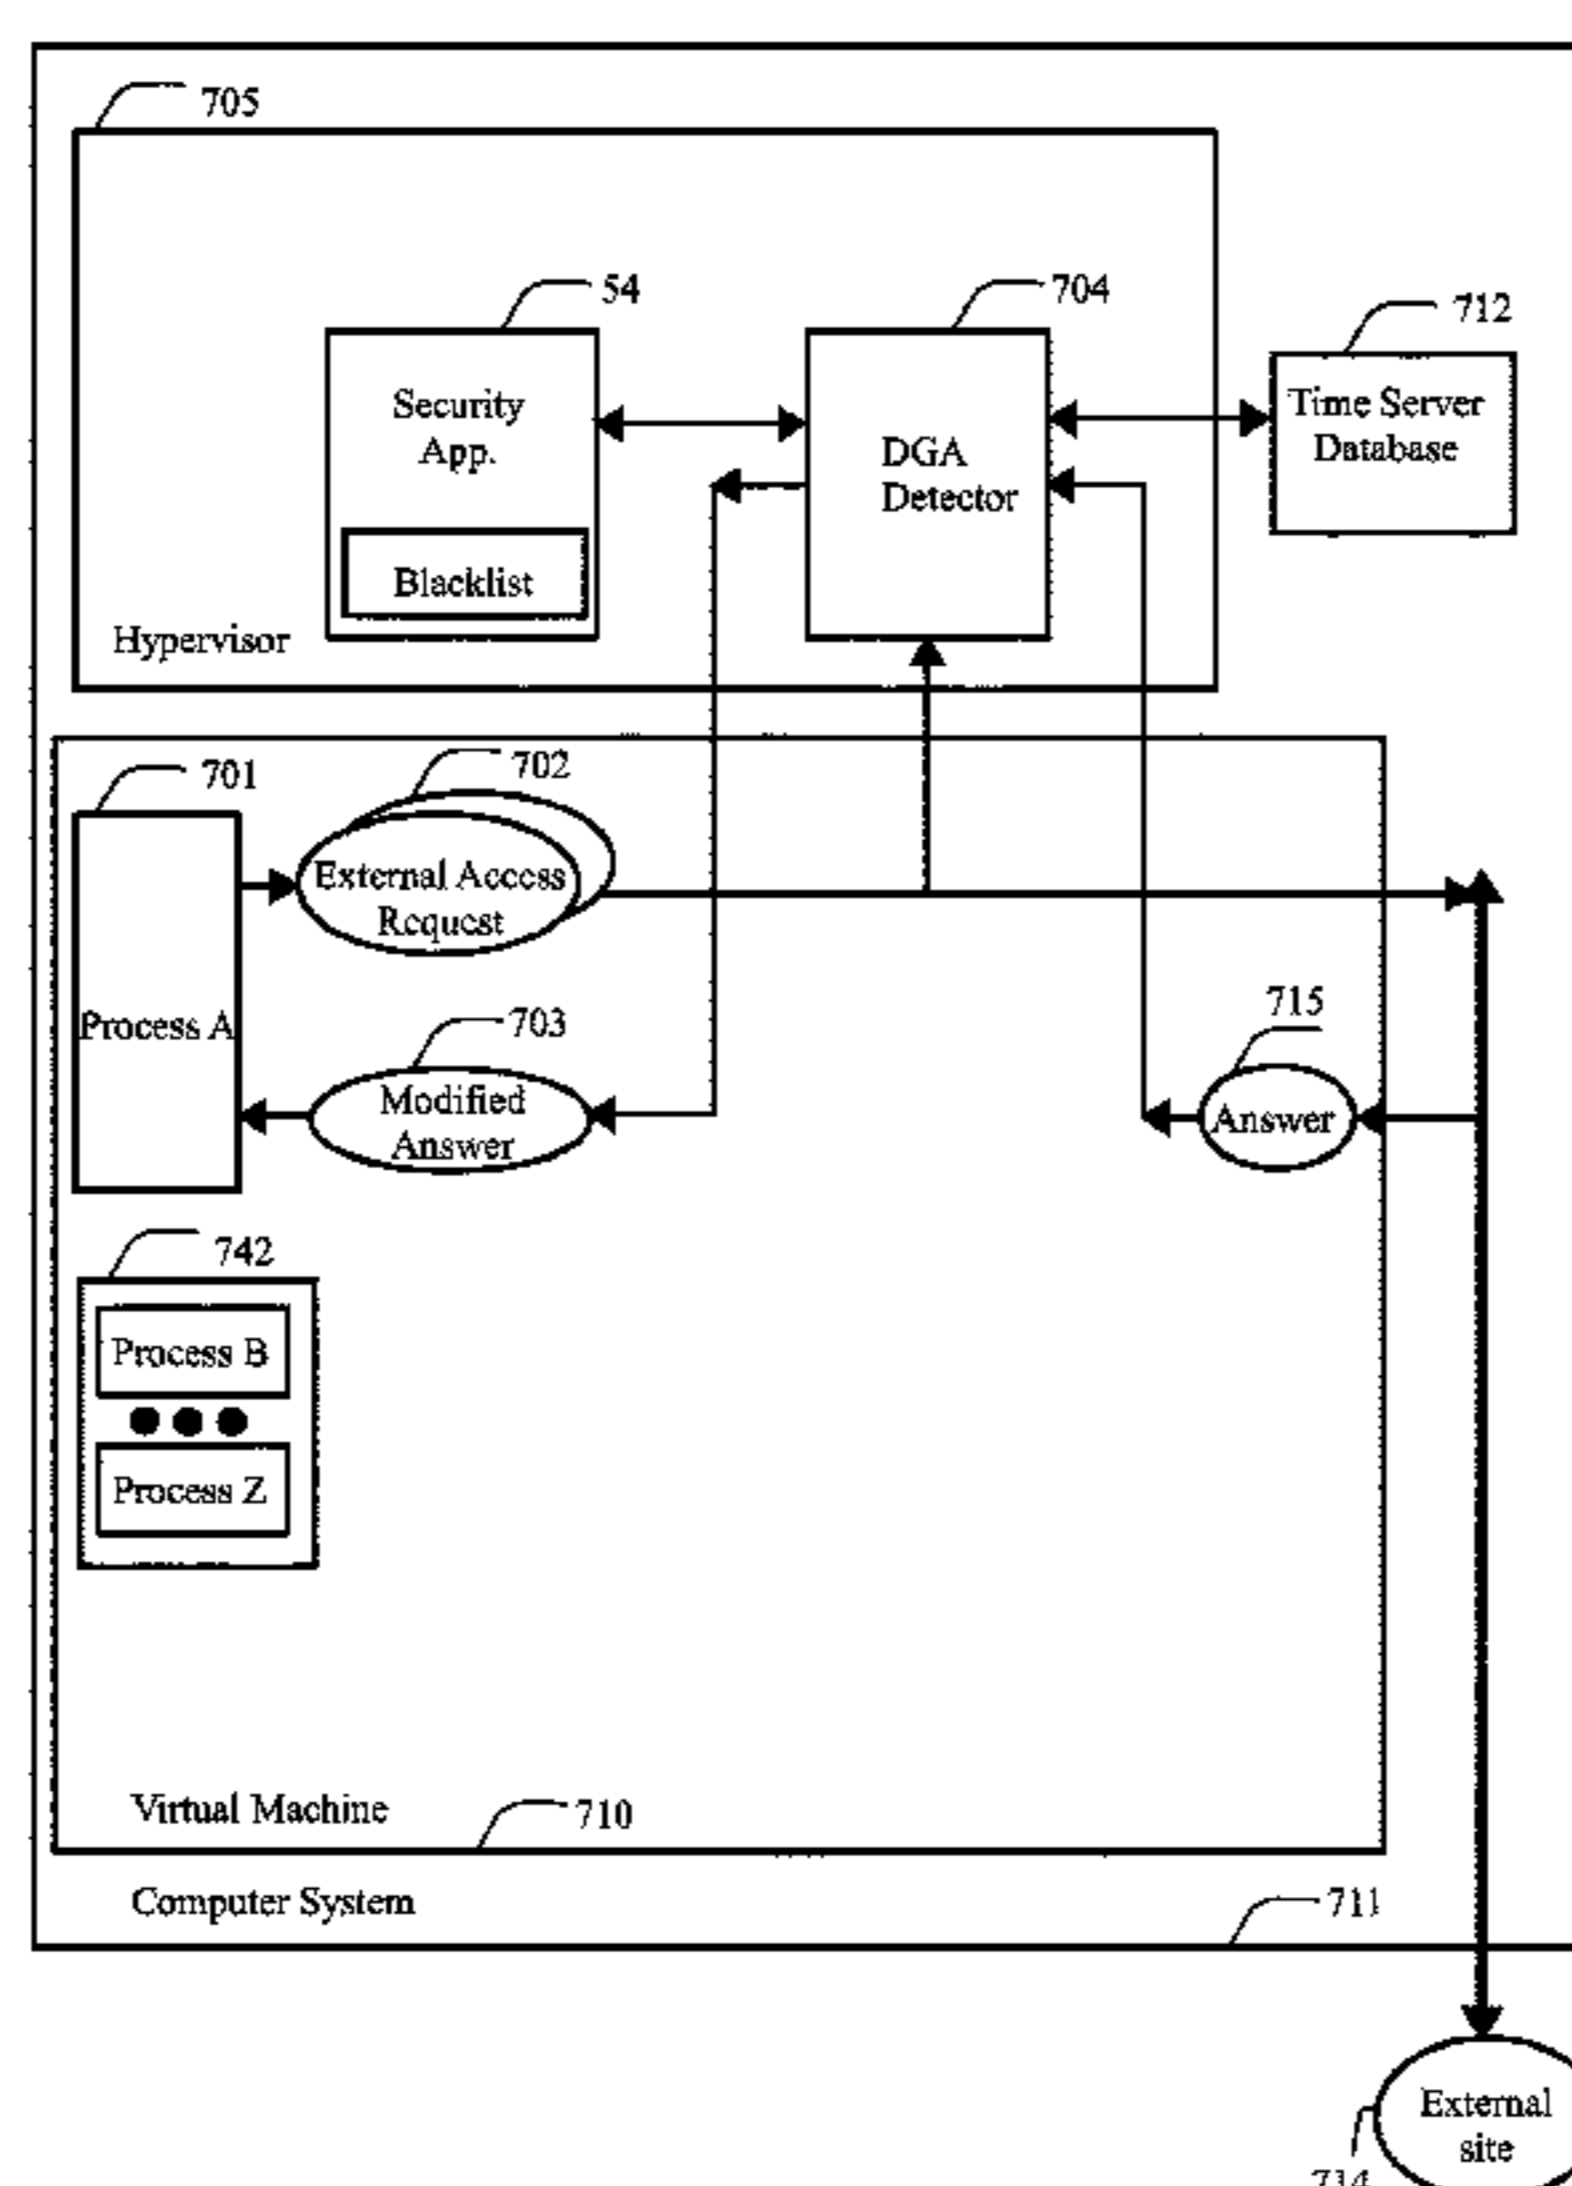 705
54
704
712
Security
App.
Time Server
Database
DGA
Detector
Blacklist
Hypervisor
701
702
External Access
Request
Process A
703
715
Modified
Answer
Answer
742
Process B
Process Z
Virtual Machine
710
Computer System
711
External
site
714